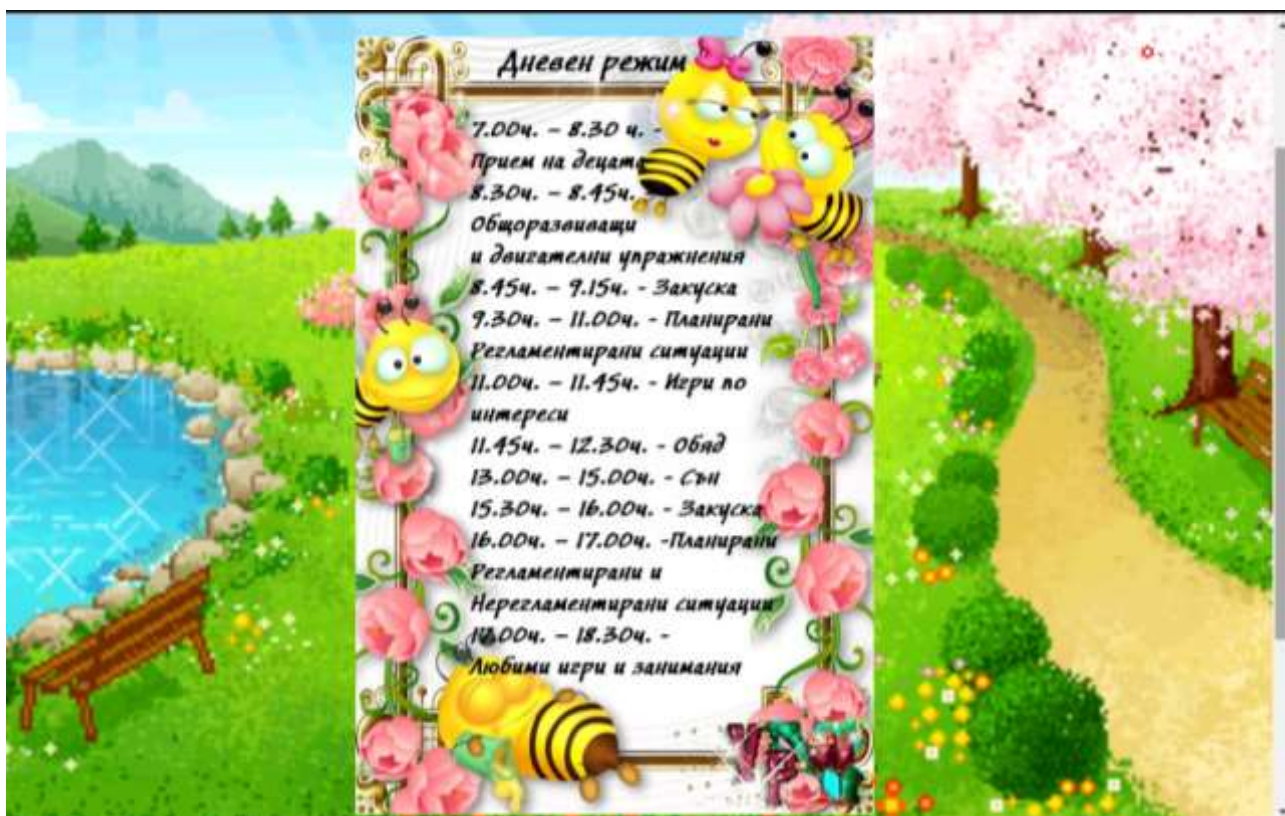 Дневен режим
7.00ч. – 8.30 ч. -
Прием на децата
8.30ч. – 8.45ч.
Общоразвиващи
и двигателни упражнения
8.45ч. – 9.15ч. - Закуска
9.30ч. – 11.00ч. - Планирани
Регламентирани ситуации
11.00ч. – 11.45ч. - Игри по
интереси
11.45ч. – 12.30ч. - Обяд
13.00ч. – 15.00ч. - Сън
15.30ч. – 16.00ч. - Закуска
16.00ч. – 17.00ч. -Планирани
Регламентирани и
Нерегламентирани ситуации
17.00ч. – 18.30ч. -
Любими игри и занимания